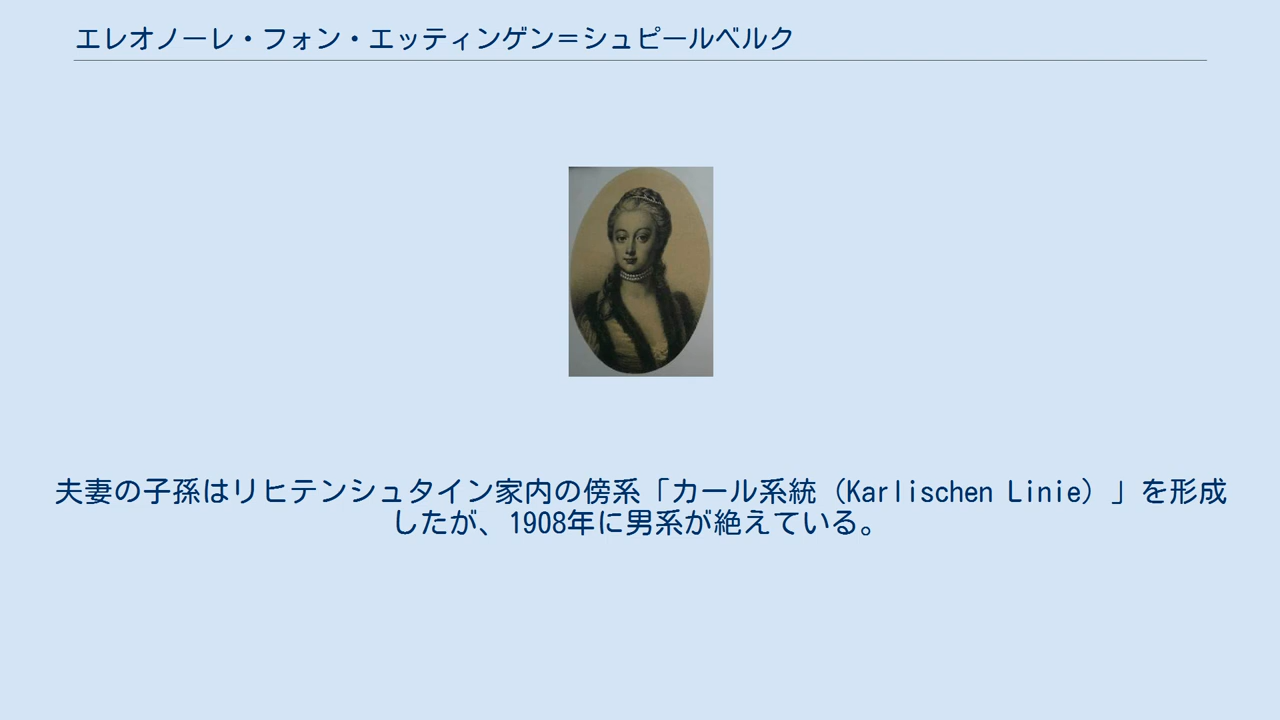 エレオノーレ・フォン・エッティンゲン＝シュピールベルク
夫妻の子孫はリヒテンシュタイン家内の傍系「カール系統（Karlischen Linie）」を形成
したが、1908年に男系が絶えている。